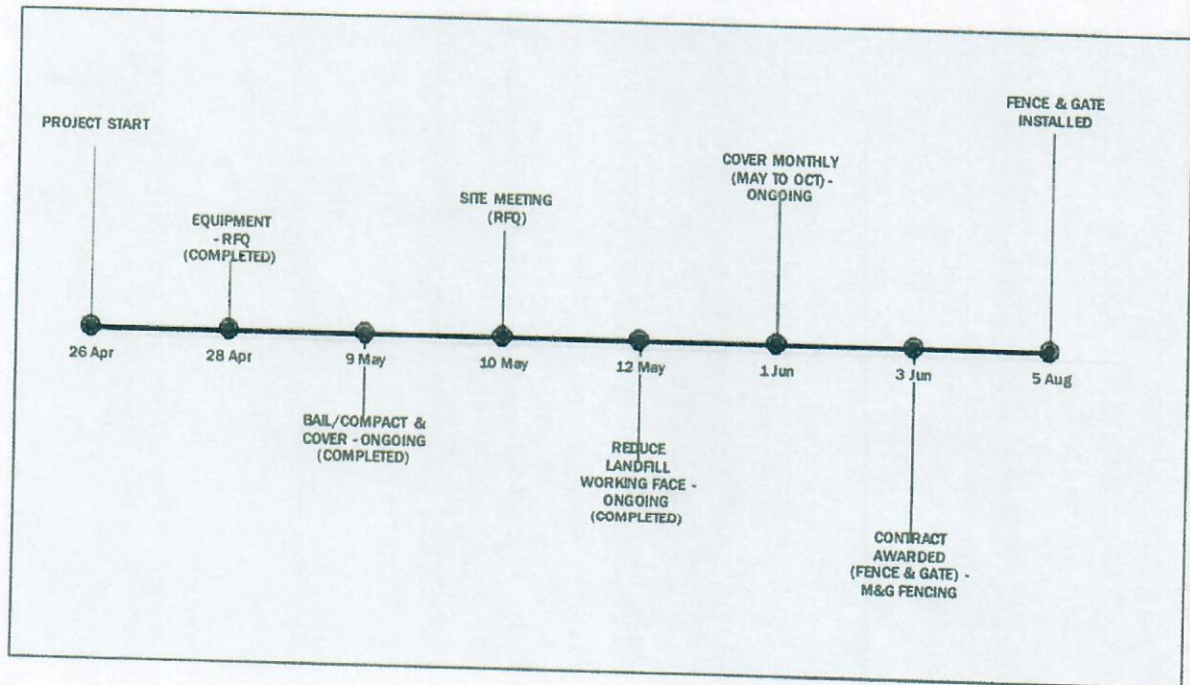 PROJECT START
EQUIPMENT
- RFQ
(COMPLETED)
SITE MEETING
(RFQ)
COVER MONTHLY
(MAY TO OCT) -
ONGOING
FENCE & GATE
INSTALLED
26 Apr
28 Apr
9 May
10 May
12 May
1 Jun
3 Jun
5 Aug
BAIL/COMPACT &
COVER - ONGOING
(COMPLETED)
REDUCE
LANDFILL
WORKING FACE -
ONGOING
(COMPLETED)
CONTRACT
AWARDED
(FENCE & GATE) -
M&G FENCING